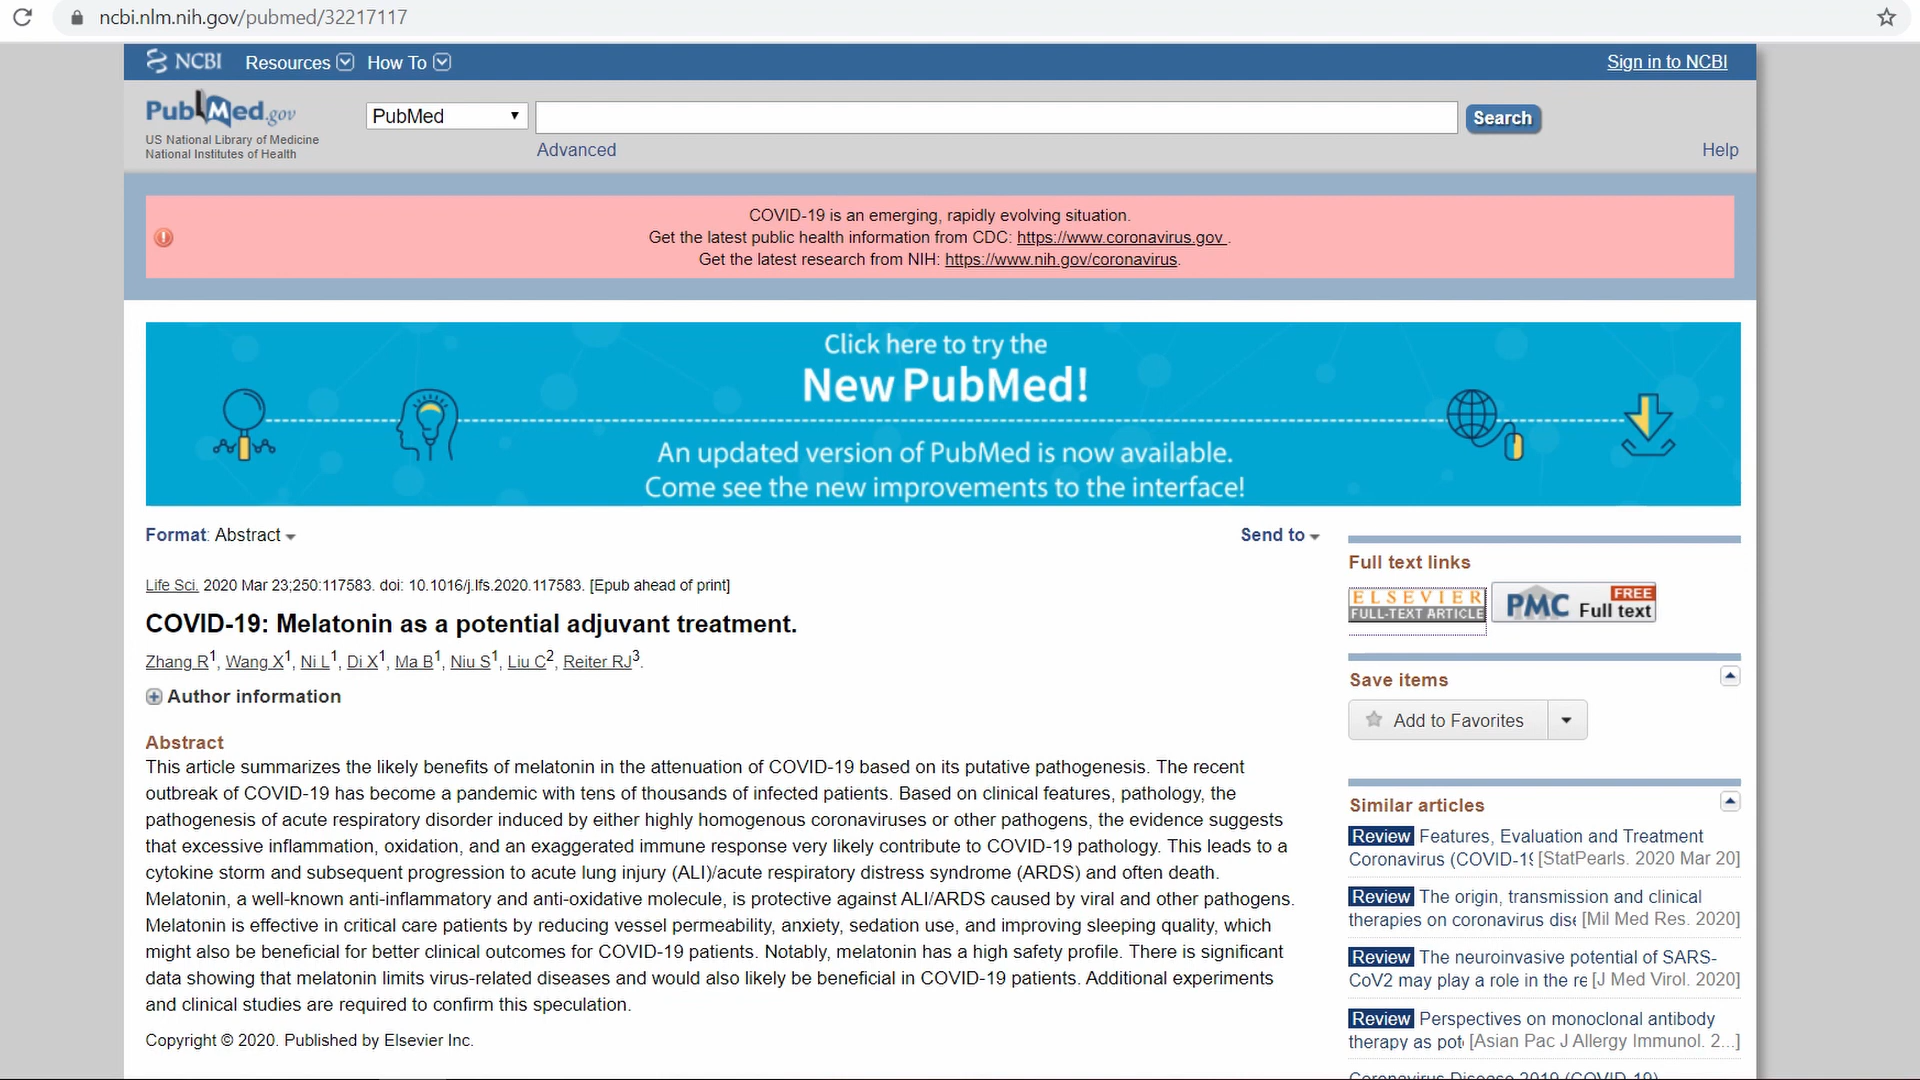 ncbi.nlm.nih.gov/pubmed/32217117
NCBI Resources How To Sign in to NCBI
PubMed.gov
US National Library of Medicine
National Institutes of Health
PubMed
Search
Advanced
Help
COVID-19 is an emerging, rapidly evolving situation.
Get the latest public health information from CDC: https://www.coronavirus.gov .
Get the latest research from NIH: https://www.nih.gov/coronavirus.
Click here to try the
New PubMed!
An updated version of PubMed is now available.
Come see the new improvements to the interface!
Format: Abstract
Send to
Life Sci. 2020 Mar 23;250:117583. doi: 10.1016/j.lfs.2020.117583. [Epub ahead of print]
COVID-19: Melatonin as a potential adjuvant treatment.
Zhang R1, Wang X1, Ni L1, Di X1, Ma B1, Niu S1, Liu C2, Reiter RJ3.
Author information
Abstract
This article summarizes the likely benefits of melatonin in the attenuation of COVID-19 based on its putative pathogenesis. The recent
outbreak of COVID-19 has become a pandemic with tens of thousands of infected patients. Based on clinical features, pathology, the
pathogenesis of acute respiratory disorder induced by either highly homogenous coronaviruses or other pathogens, the evidence suggests
that excessive inflammation, oxidation, and an exaggerated immune response very likely contribute to COVID-19 pathology. This leads to a
cytokine storm and subsequent progression to acute lung injury (ALI)/acute respiratory distress syndrome (ARDS) and often death.
Melatonin, a well-known anti-inflammatory and anti-oxidative molecule, is protective against ALI/ARDS caused by viral and other pathogens.
Melatonin is effective in critical care patients by reducing vessel permeability, anxiety, sedation use, and improving sleeping quality, which
might also be beneficial for better clinical outcomes for COVID-19 patients. Notably, melatonin has a high safety profile. There is significant
data showing that melatonin limits virus-related diseases and would also likely be beneficial in COVID-19 patients. Additional experiments
and clinical studies are required to confirm this speculation.
Copyright © 2020. Published by Elsevier Inc.
Full text links
ELSEVIER
FULL-TEXT ARTICLE
PMC FREE Full text
Save items
Add to Favorites
Similar articles
Review Features, Evaluation and Treatment
Coronavirus (COVID-19 [StatPearls. 2020 Mar 20]
Review The origin, transmission and clinical
therapies on coronavirus dise [Mil Med Res. 2020]
Review The neuroinvasive potential of SARS-
CoV2 may play a role in the re [J Med Virol. 2020]
Review Perspectives on monoclonal antibody
therapy as pot [Asian Pac J Allergy Immunol. 2...]
Coronavirus Disease 2019 (COVID-19)